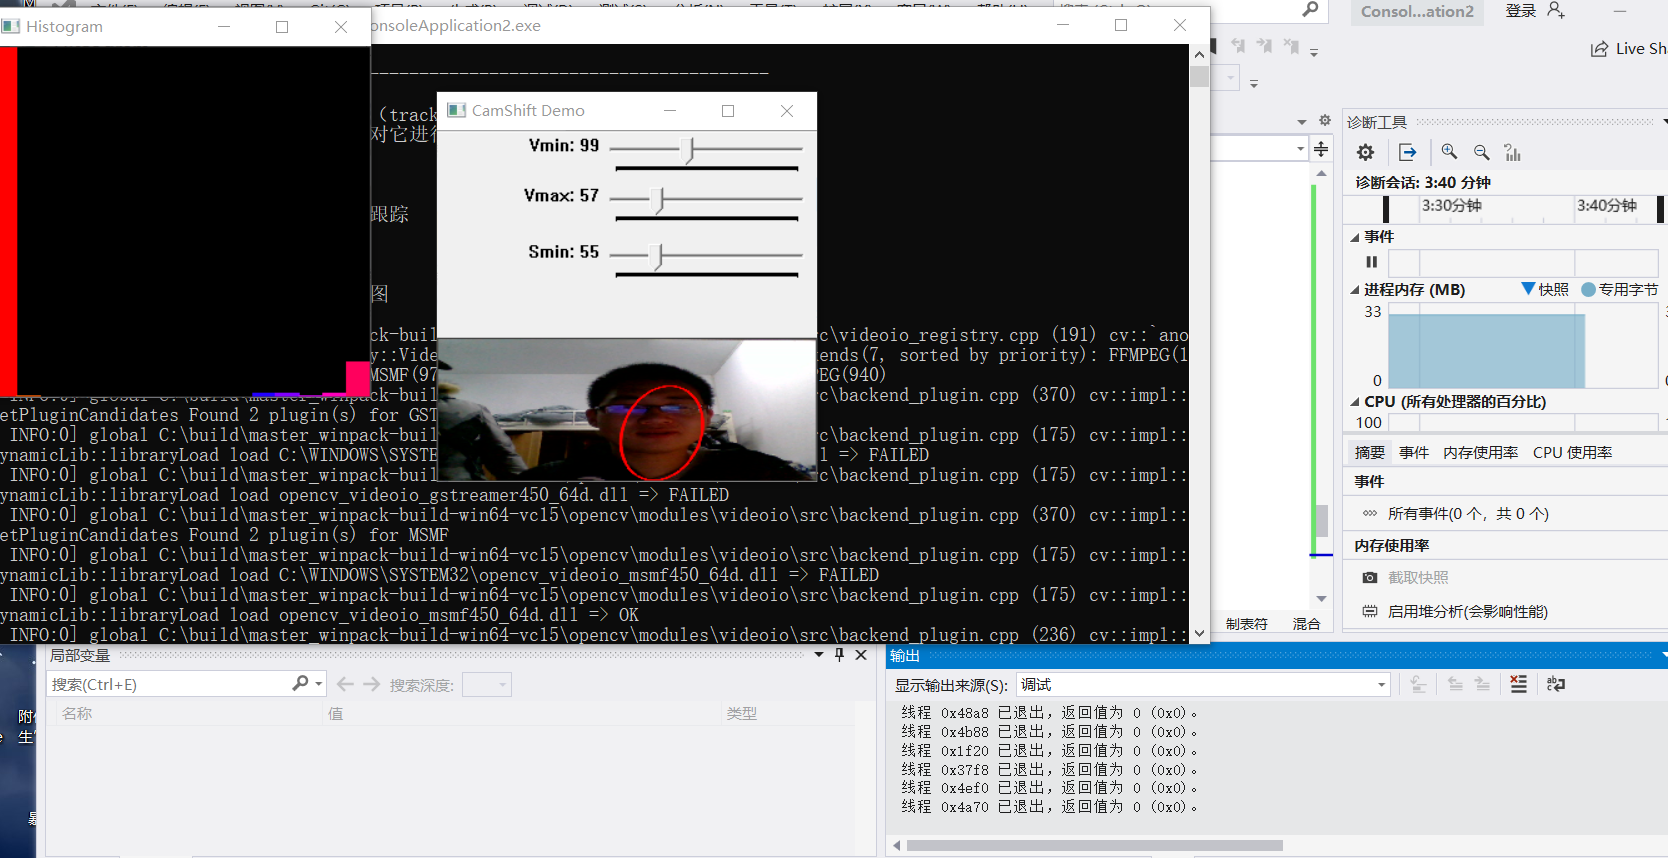 Histogram
onsoleApplication2.exe
Consol...ation2
登录
Live Sh
--------------------------------------------
（track
对它进行
跟踪
图
CamShift Demo
Vmin: 99
Vmax: 57
Smin: 55
pack-buil
rc\videoio_registry.cpp (191) cv::`ano
y::Vide
ends(7, sorted by priority): FFMPEG(1
MSMF(97
PEG(940)
INFO:0] global C:\build\master_winpack-buil
rc\backend_plugin.cpp (370) cv::impl::
etPluginCandidates Found 2 plugin(s) for GST
INFO:0] global C:\build\master_winpack-buil
rc\backend_plugin.cpp (175) cv::impl::
ynamicLib::libraryLoad load C:\WINDOWS\SYSTE
l => FAILED
INFO:0] global C:\build\master_winpack-buil
rc\backend_plugin.cpp (175) cv::impl::
ynamicLib::libraryLoad load opencv_videoio_gstreamer450_64d.dll => FAILED
INFO:0] global C:\build\master_winpack-build-win64-vc15\opencv\modules\videoio\src\backend_plugin.cpp (370) cv::impl::
etPluginCandidates Found 2 plugin(s) for MSMF
INFO:0] global C:\build\master_winpack-build-win64-vc15\opencv\modules\videoio\src\backend_plugin.cpp (175) cv::impl::
ynamicLib::libraryLoad load C:\WINDOWS\SYSTEM32\opencv_videoio_msmf450_64d.dll => FAILED
INFO:0] global C:\build\master_winpack-build-win64-vc15\opencv\modules\videoio\src\backend_plugin.cpp (175) cv::impl::
ynamicLib::libraryLoad load opencv_videoio_msmf450_64d.dll => OK
INFO:0] global C:\build\master_winpack-build-win64-vc15\opencv\modules\videoio\src\backend_plugin.cpp (236) cv::impl::
制表符 混合
诊断工具
诊断会话: 3:40 分钟
3:30分钟 3:40分钟
事件
进程内存 (MB) 快照 专用字节
33
0
CPU (所有处理器的百分比)
100
摘要 事件 内存使用率 CPU 使用率
事件
所有事件(0 个，共 0 个)
内存使用率
截取快照
启用堆分析(会影响性能)
局部变量
搜索(Ctrl+E)
搜索深度:
名称 值 类型
附件
生
输出
显示输出来源(S): 调试
线程 0x48a8 已退出，返回值为 0 (0x0)。
线程 0x4b88 已退出，返回值为 0 (0x0)。
线程 0x1f20 已退出，返回值为 0 (0x0)。
线程 0x37f8 已退出，返回值为 0 (0x0)。
线程 0x4ef0 已退出，返回值为 0 (0x0)。
线程 0x4a70 已退出，返回值为 0 (0x0)。